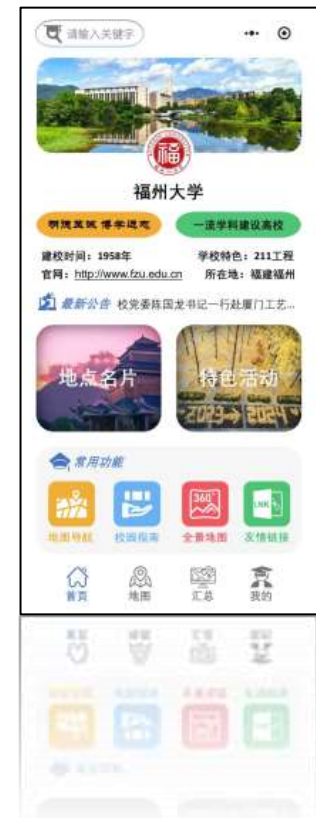 请输入关键字
福
福州大学
明德至诚 博学远志
一流学科建设高校
建校时间：1958年
学校特色：211工程
官网：http://www.fzu.edu.cn
所在地：福建福州
最新公告 校党委陈国龙书记一行赴厦门工艺...
地点名片
特色活动
2023→2024
常用功能
360°
LNK
地图导航
校园指南
全景地图
友情链接
首页
地图
汇总
我的